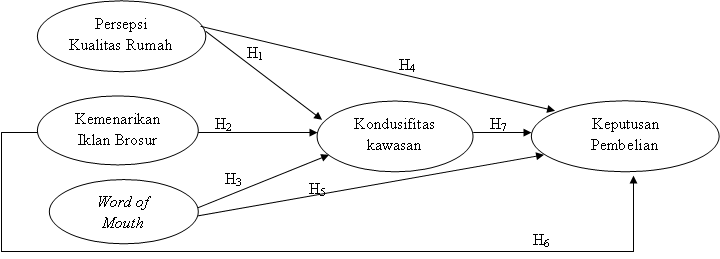 Persepsi
Kualitas Rumah
H1
H4
Kemenarikan
Iklan Brosur
H2
Kondusifitas
kawasan
H7
Keputusan
Pembelian
H3
H5
Word of
Mouth
H6